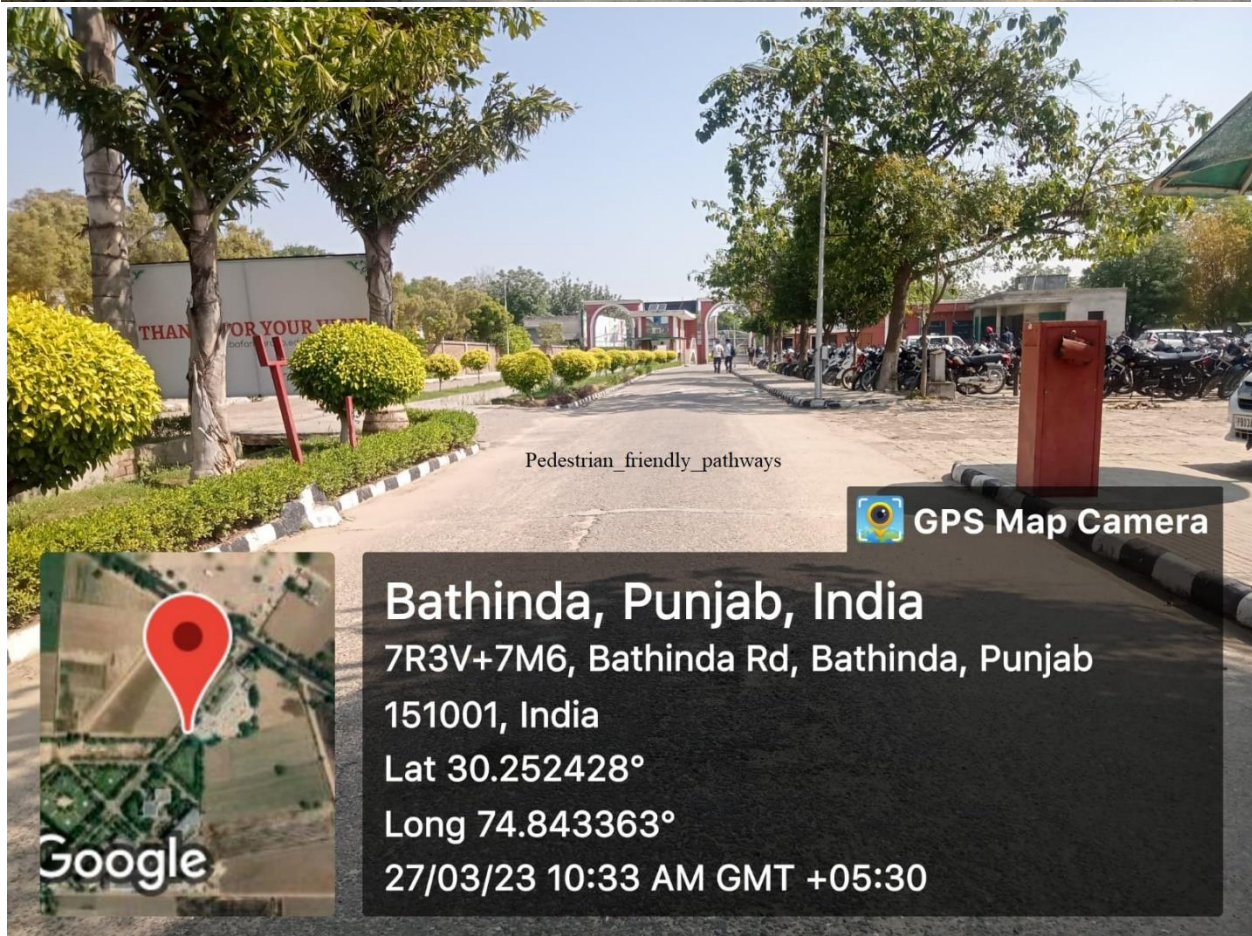 THAN OR YOUR
Pedestrian_friendly_pathways
GPS Map Camera
Bathinda, Punjab, India
7R3V+7M6, Bathinda Rd, Bathinda, Punjab
151001, India
Lat 30.252428°
Long 74.843363°
27/03/23 10:33 AM GMT +05:30
Google